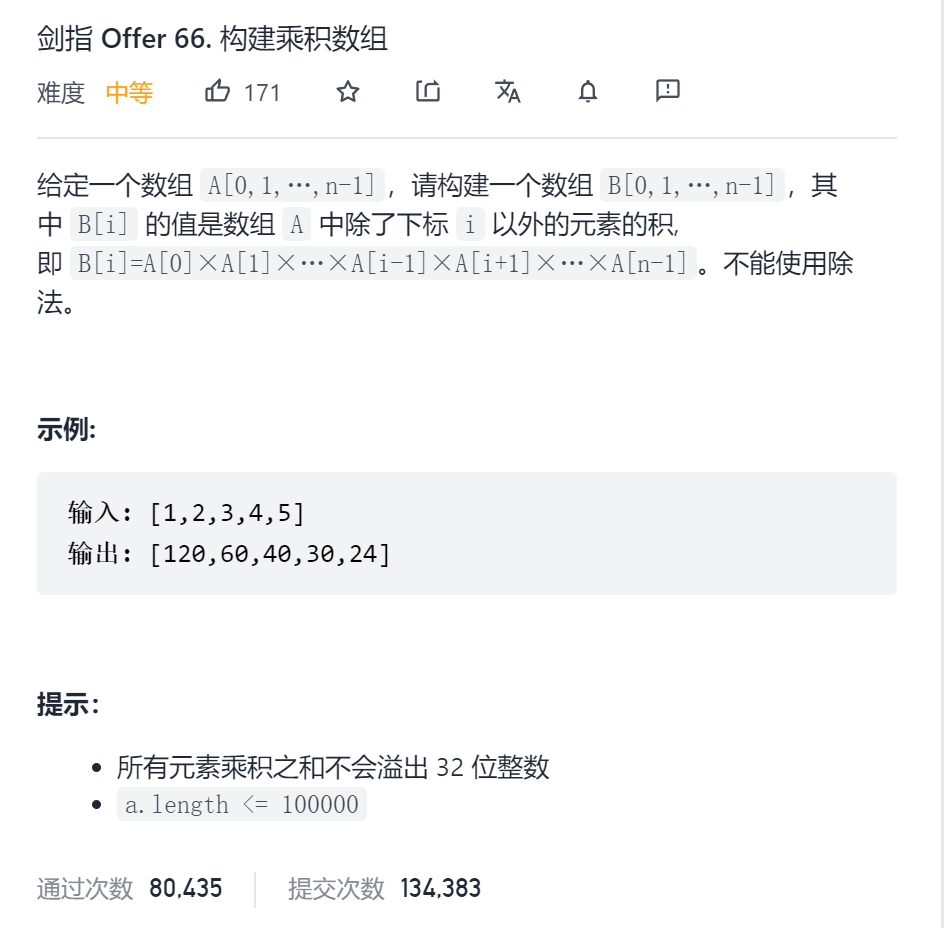 剑指 Offer 66. 构建乘积数组
难度 中等 171
给定一个数组 A[0,1,…,n-1]，请构建一个数组 B[0,1,…,n-1]，其
中 B[i] 的值是数组 A 中除了下标 i 以外的元素的积,
即 B[i]=A[0]×A[1]×…×A[i-1]×A[i+1]×…×A[n-1]。不能使用除
法。
示例:
输入: [1,2,3,4,5]
输出: [120,60,40,30,24]
提示：
• 所有元素乘积之和不会溢出 32 位整数
• a.length <= 100000
通过次数 80,435 提交次数 134,383